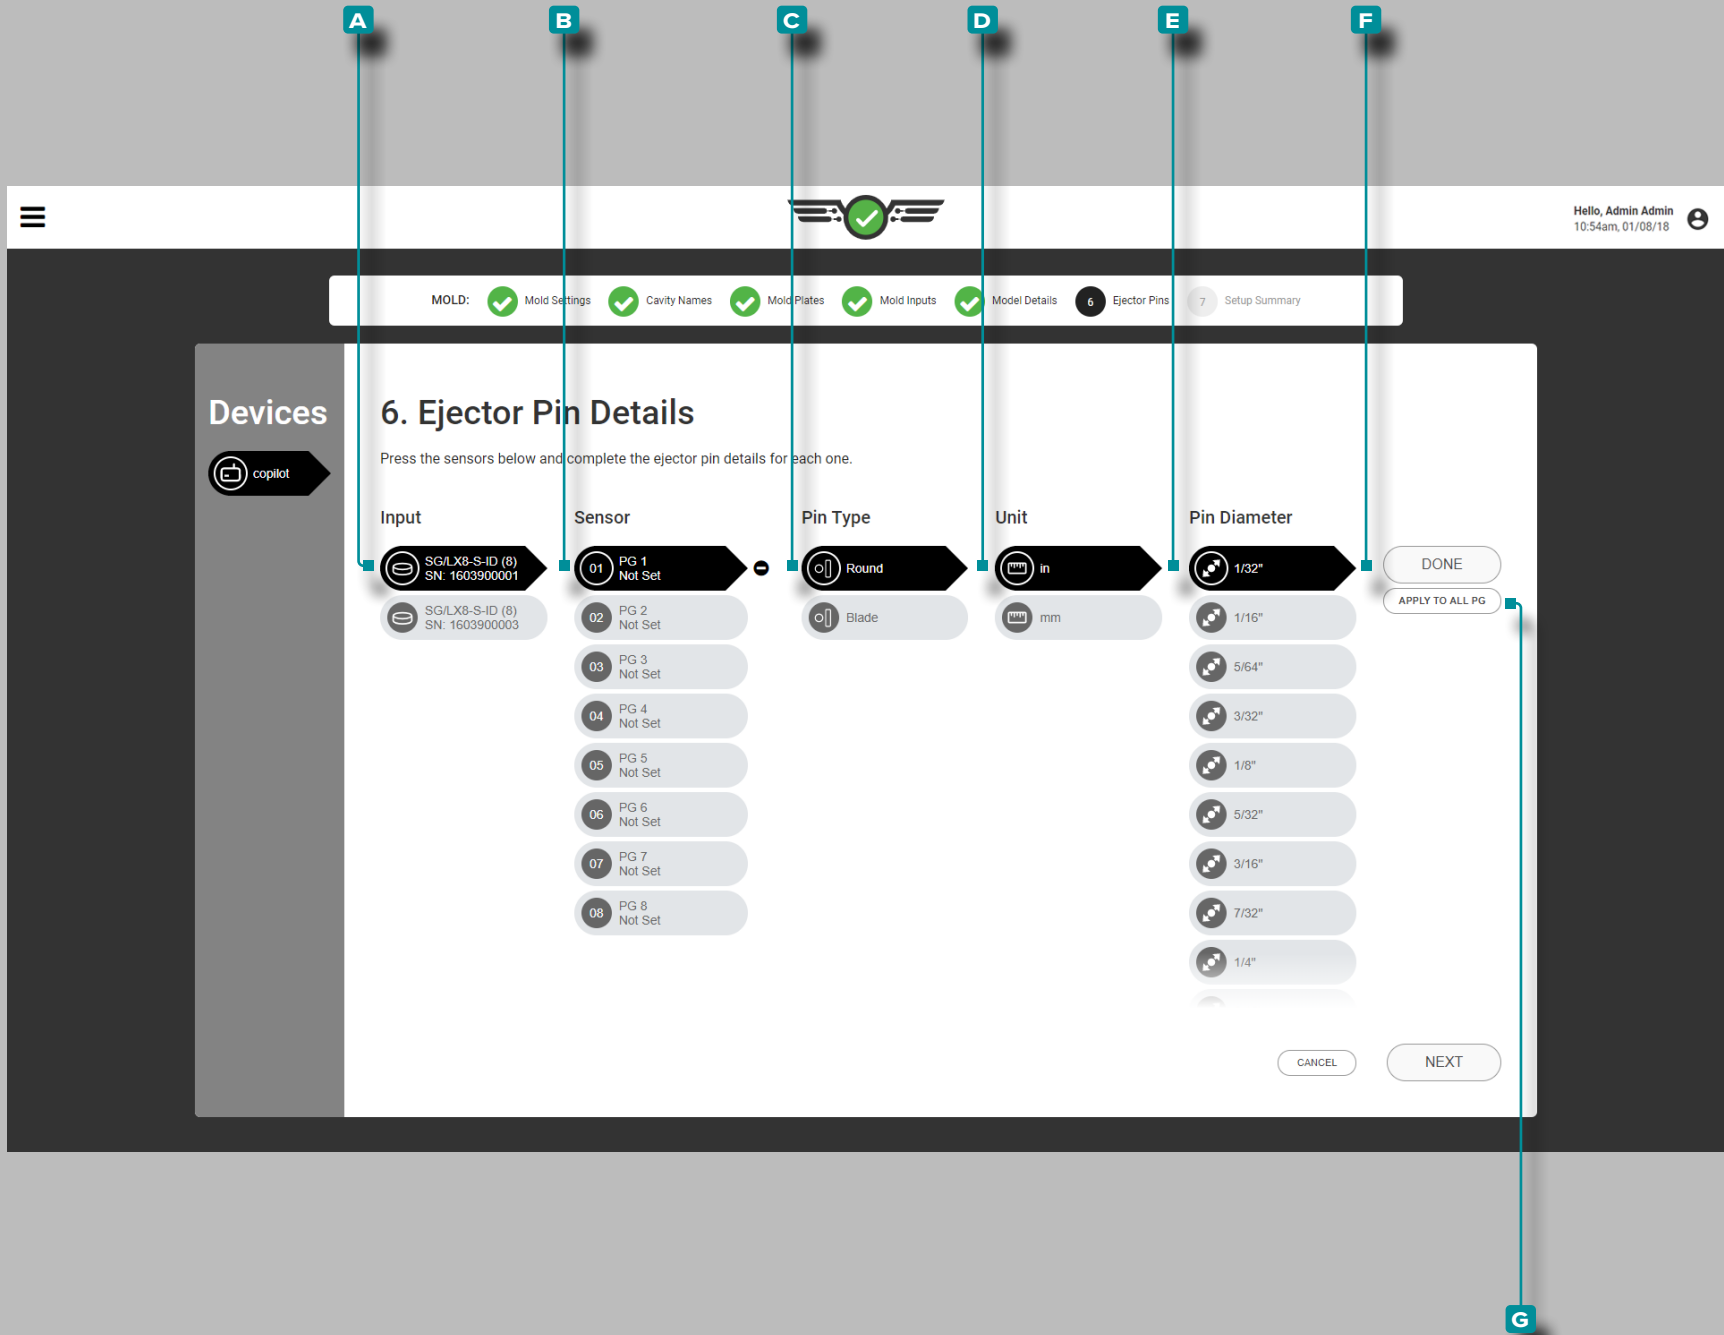 A
B
C
D
E
F
Hello, Admin Admin
10:54am, 01/08/18
MOLD:
Mold Settings
Cavity Names
Mold Plates
Mold Inputs
Model Details
6
Ejector Pins
7
Setup Summary
Devices
copilot
6. Ejector Pin Details
Press the sensors below and complete the ejector pin details for each one.
Input
Sensor
Pin Type
Unit
Pin Diameter
SG/LX8-S-ID (8)
SN: 1603900001
SG/LX8-S-ID (8)
SN: 1603900003
01
PG 1
Not Set
02
PG 2
Not Set
03
PG 3
Not Set
04
PG 4
Not Set
05
PG 5
Not Set
06
PG 6
Not Set
07
PG 7
Not Set
08
PG 8
Not Set
Round
Blade
in
mm
1/32"
1/16"
5/64"
3/32"
1/8"
5/32"
3/16"
7/32"
1/4"
DONE
APPLY TO ALL PG
CANCEL
NEXT
G